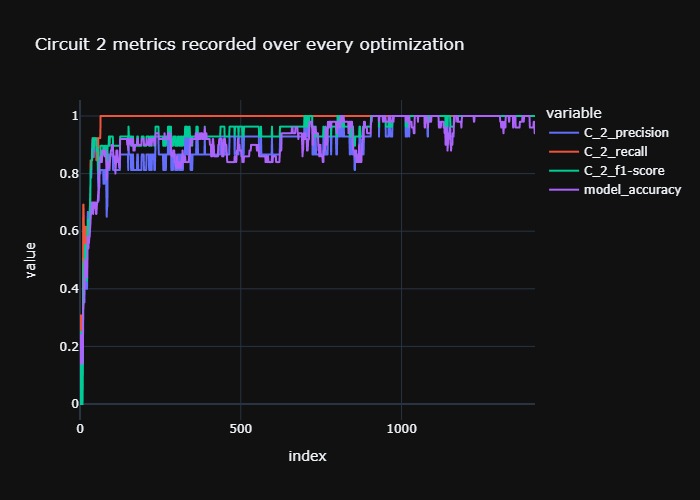 Circuit 2 metrics recorded over every optimization
variable
C_2_precision
C_2_recall
C_2_f1-score
model_accuracy
value
1
0.8
0.6
0.4
0.2
0
0 500 1000
index